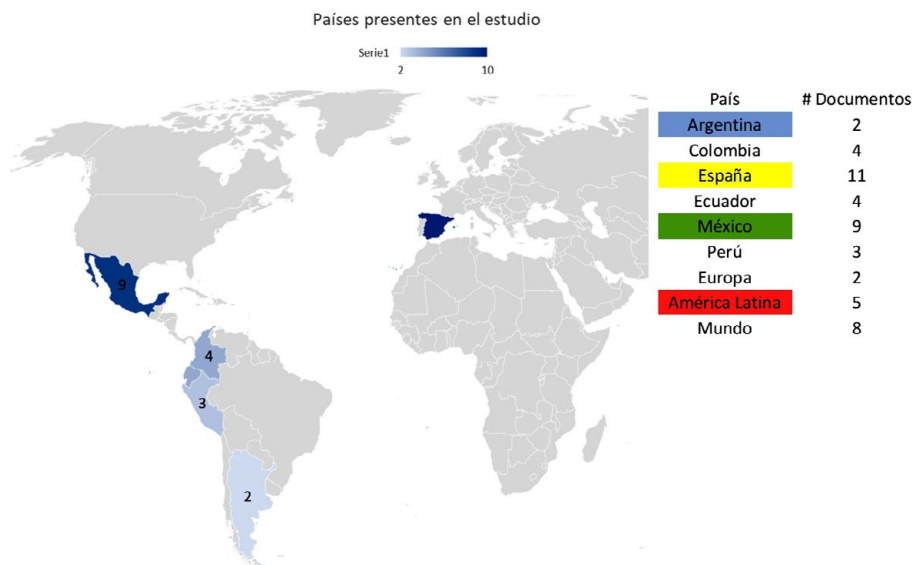 Países presentes en el estudio
Serie1
2 10
País # Documentos
Argentina 2
Colombia 4
España 11
Ecuador 4
México 9
Perú 3
Europa 2
América Latina 5
Mundo 8
9
4
3
2